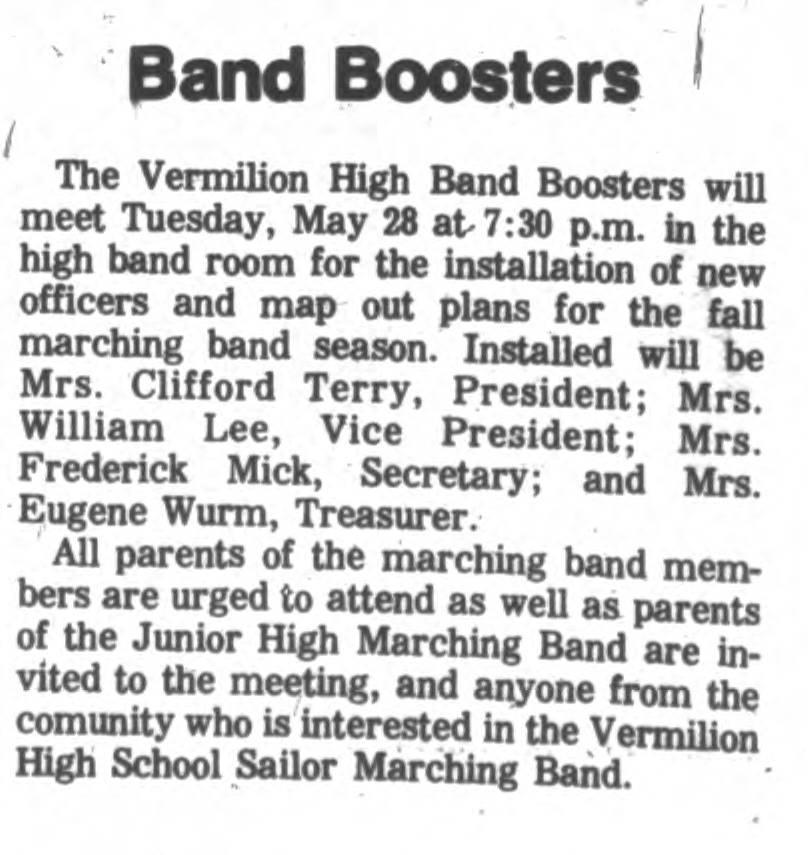 Band Boosters
The Vermilion High Band Boosters will
meet Tuesday, May 28 at 7:30 p.m. in the
high band room for the installation of new
officers and map out plans for the fall
marching band season. Installed will be
Mrs. Clifford Terry, President; Mrs.
William Lee, Vice President; Mrs.
Frederick Mick, Secretary; and Mrs.
Eugene Wurm, Treasurer.
All parents of the marching band mem-
bers are urged to attend as well as parents
of the Junior High Marching Band are in-
vited to the meeting, and anyone from the
comunity who is interested in the Vermilion
High School Sailor Marching Band.